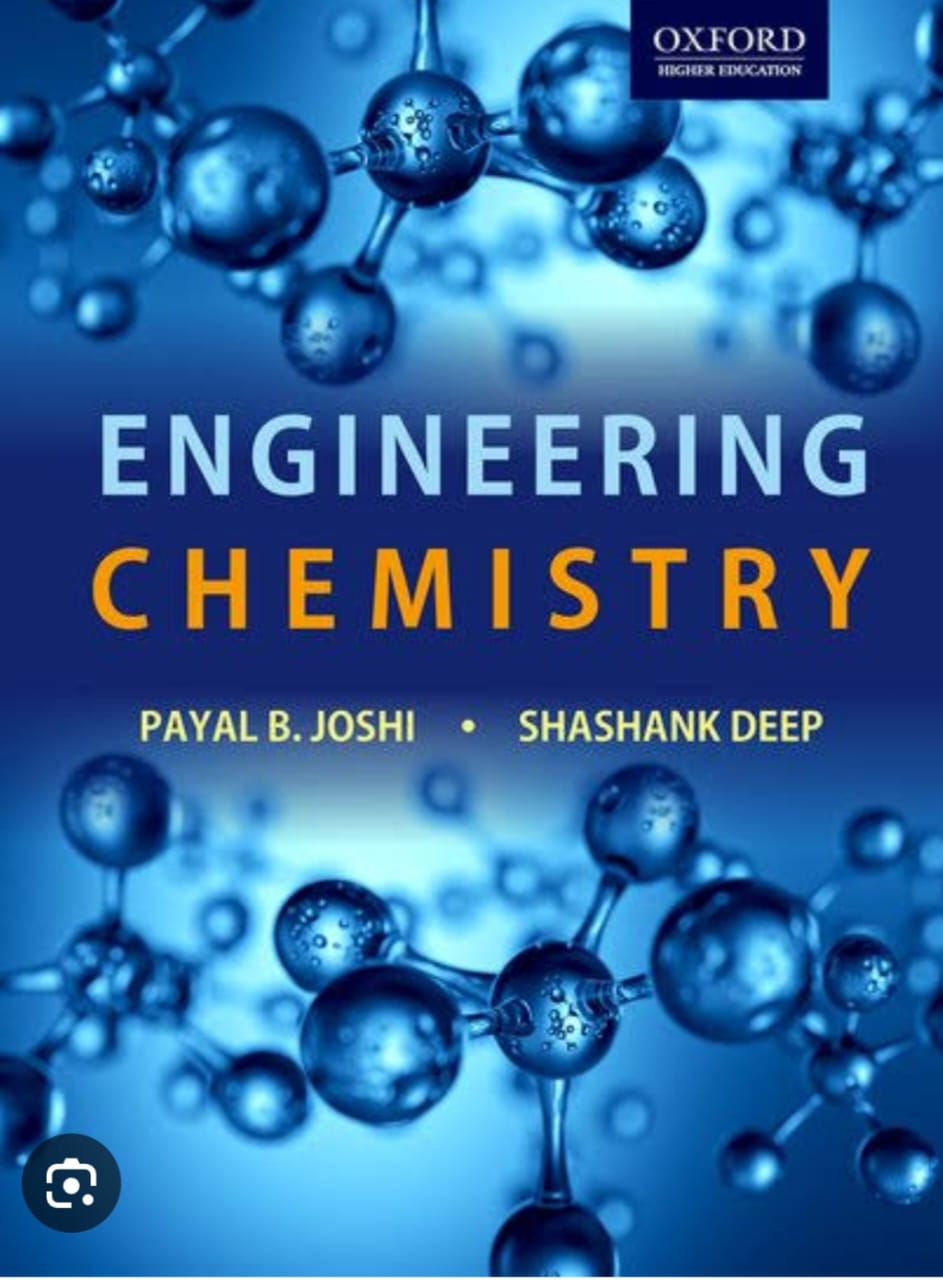 OXFORD
HIGHER EDUCATION
ENGINEERING
CHEMISTRY
PAYAL B. JOSHI • SHASHANK DEEP